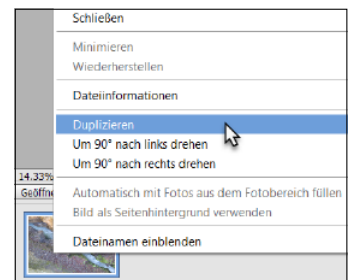 Schließen
Minimieren
Wiederherstellen
Dateiinformationen
Duplizieren
Um 90° nach links drehen
Um 90° nach rechts drehen
14.33%
Automatisch mit Fotos aus dem Fotobereich füllen
Bild als Seitenhintergrund verwenden
Dateinamen einblenden